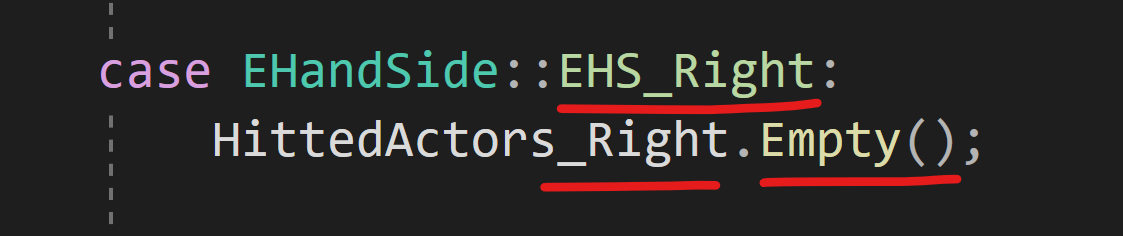 case EHandSide::EHS_Right:
HittedActors_Right.Empty();